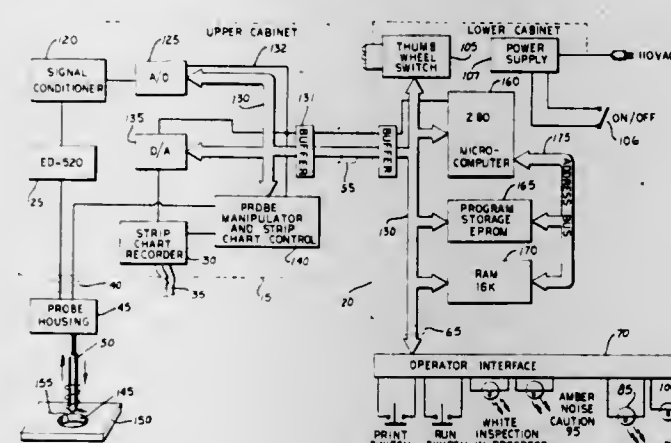 UPPER CABINET
LOWER CABINET
120
125
132
THUMB
WHEEL
SWITCH
105
POWER
SUPPLY
107
110VAC
SIGNAL
CONDITIONER
A/D
130
131
160
ON/OFF
106
135
D/A
BUFFER
BUFFER
Z80
MICRO-
COMPUTER
175
ED-520
25
55
ADDRESS BUS
PROBE
MANIPULATOR
AND STRIP
CHART CONTROL
140
130
PROGRAM
STORAGE
EPROM
165
STRIP
CHART
RECORDER
30
170
RAM
16K
40
35
15
20
PROBE
HOUSING
45
65
50
70
OPERATOR INTERFACE
155
145
150
PRINT
RUN
WHITE
INSPECTION
AMBER
NOISE
CAUTION
95
85